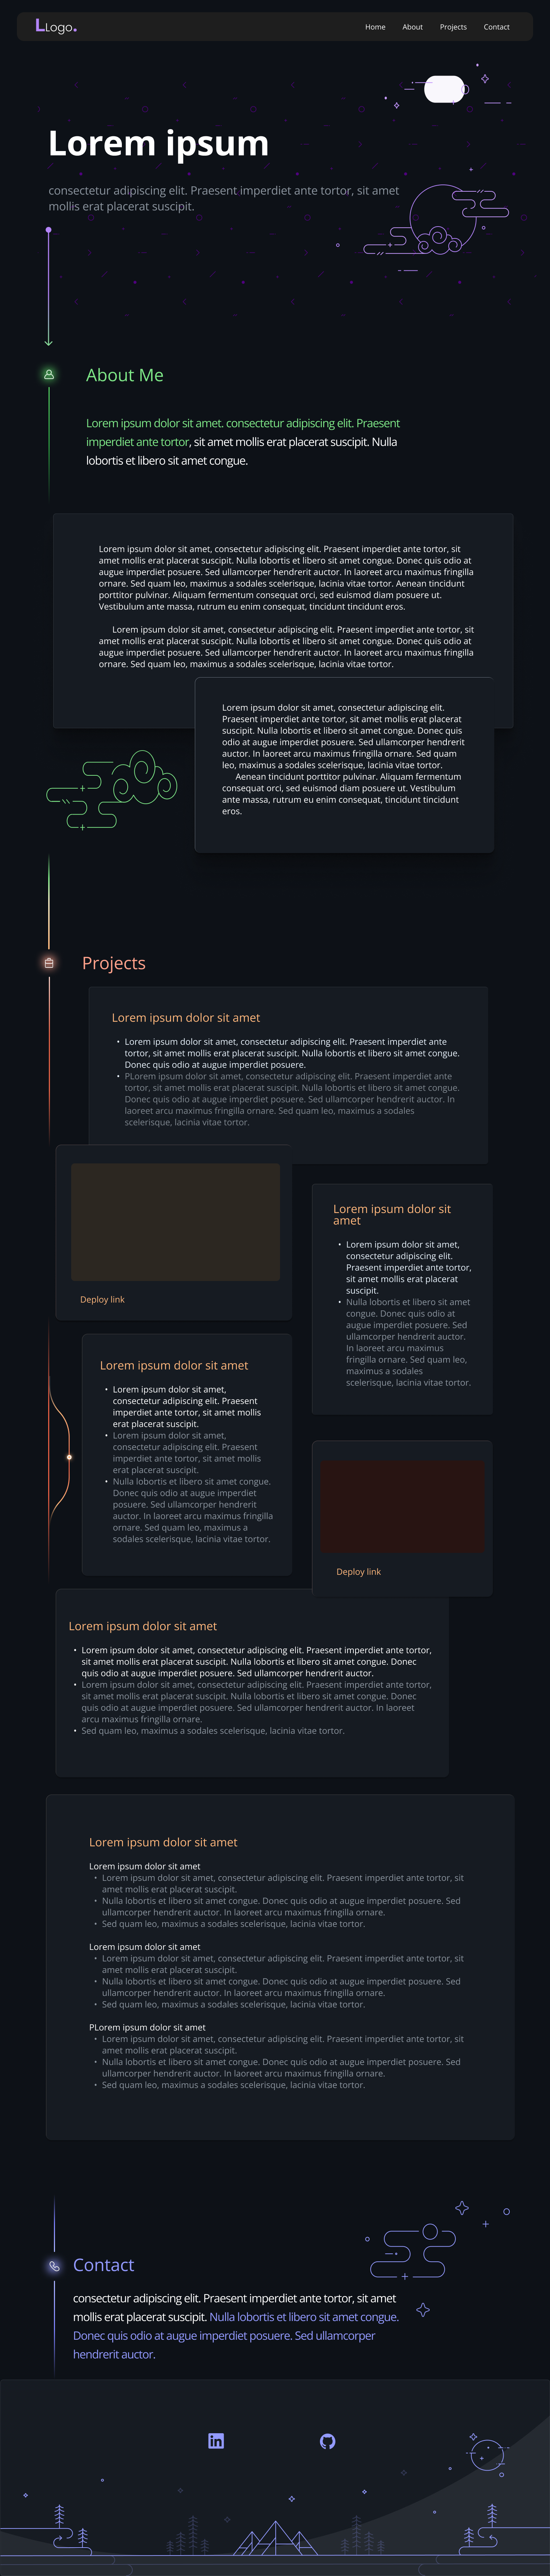 LLogo.
Home About Projects Contact
Lorem ipsum
consectetur adipiscing elit. Praesent imperdiet ante tortor, sit amet
mollis erat placerat suscipit.
About Me
Lorem ipsum dolor sit amet. consectetur adipiscing elit. Praesent
imperdiet ante tortor, sit amet mollis erat placerat suscipit. Nulla
lobortis et libero sit amet congue.
Lorem ipsum dolor sit amet, consectetur adipiscing elit. Praesent imperdiet ante tortor, sit
amet mollis erat placerat suscipit. Nulla lobortis et libero sit amet congue. Donec quis odio at
augue imperdiet posuere. Sed ullamcorper hendrerit auctor. In laoreet arcu maximus fringilla
ornare. Sed quam leo, maximus a sodales scelerisque, lacinia vitae tortor. Aenean tincidunt
porttitor pulvinar. Aliquam fermentum consequat orci, sed euismod diam posuere ut.
Vestibulum ante massa, rutrum eu enim consequat, tincidunt tincidunt eros.
Lorem ipsum dolor sit amet, consectetur adipiscing elit. Praesent imperdiet ante tortor, sit
amet mollis erat placerat suscipit. Nulla lobortis et libero sit amet congue. Donec quis odio at
augue imperdiet posuere. Sed ullamcorper hendrerit auctor. In laoreet arcu maximus fringilla
ornare. Sed quam leo, maximus a sodales scelerisque, lacinia vitae tortor.
Lorem ipsum dolor sit amet, consectetur adipiscing elit.
Praesent imperdiet ante tortor, sit amet mollis erat placerat
suscipit. Nulla lobortis et libero sit amet congue. Donec quis
odio at augue imperdiet posuere. Sed ullamcorper hendrerit
auctor. In laoreet arcu maximus fringilla ornare. Sed quam
leo, maximus a sodales scelerisque, lacinia vitae tortor.
Aenean tincidunt porttitor pulvinar. Aliquam fermentum
consequat orci, sed euismod diam posuere ut. Vestibulum
ante massa, rutrum eu enim consequat, tincidunt tincidunt
eros.
Projects
Lorem ipsum dolor sit amet
• Lorem ipsum dolor sit amet, consectetur adipiscing elit. Praesent imperdiet ante
tortor, sit amet mollis erat placerat suscipit. Nulla lobortis et libero sit amet congue.
Donec quis odio at augue imperdiet posuere.
• PLorem ipsum dolor sit amet, consectetur adipiscing elit. Praesent imperdiet ante
tortor, sit amet mollis erat placerat suscipit. Nulla lobortis et libero sit amet congue.
Donec quis odio at augue imperdiet posuere. Sed ullamcorper hendrerit auctor. In
laoreet arcu maximus fringilla ornare. Sed quam leo, maximus a sodales
scelerisque, lacinia vitae tortor.
Deploy link
Lorem ipsum dolor sit
amet
• Lorem ipsum dolor sit amet,
consectetur adipiscing elit.
Praesent imperdiet ante tortor,
sit amet mollis erat placerat
suscipit.
• Nulla lobortis et libero sit amet
congue. Donec quis odio at
augue imperdiet posuere. Sed
ullamcorper hendrerit auctor.
In laoreet arcu maximus
fringilla ornare. Sed quam leo,
maximus a sodales
scelerisque, lacinia vitae tortor.
Lorem ipsum dolor sit amet
• Lorem ipsum dolor sit amet,
consectetur adipiscing elit. Praesent
imperdiet ante tortor, sit amet mollis
erat placerat suscipit.
• Lorem ipsum dolor sit amet,
consectetur adipiscing elit. Praesent
imperdiet ante tortor, sit amet mollis
erat placerat suscipit.
• Nulla lobortis et libero sit amet congue.
Donec quis odio at augue imperdiet
posuere. Sed ullamcorper hendrerit
auctor. In laoreet arcu maximus fringilla
ornare. Sed quam leo, maximus a
sodales scelerisque, lacinia vitae tortor.
Deploy link
Lorem ipsum dolor sit amet
• Lorem ipsum dolor sit amet, consectetur adipiscing elit. Praesent imperdiet ante tortor,
sit amet mollis erat placerat suscipit. Nulla lobortis et libero sit amet congue. Donec
quis odio at augue imperdiet posuere. Sed ullamcorper hendrerit auctor.
• Lorem ipsum dolor sit amet, consectetur adipiscing elit. Praesent imperdiet ante tortor,
sit amet mollis erat placerat suscipit. Nulla lobortis et libero sit amet congue. Donec
quis odio at augue imperdiet posuere. Sed ullamcorper hendrerit auctor. In laoreet
arcu maximus fringilla ornare.
• Sed quam leo, maximus a sodales scelerisque, lacinia vitae tortor.
Lorem ipsum dolor sit amet
Lorem ipsum dolor sit amet
• Lorem ipsum dolor sit amet, consectetur adipiscing elit. Praesent imperdiet ante tortor, sit
amet mollis erat placerat suscipit.
• Nulla lobortis et libero sit amet congue. Donec quis odio at augue imperdiet posuere. Sed
ullamcorper hendrerit auctor. In laoreet arcu maximus fringilla ornare.
• Sed quam leo, maximus a sodales scelerisque, lacinia vitae tortor.
Lorem ipsum dolor sit amet
• Lorem ipsum dolor sit amet, consectetur adipiscing elit. Praesent imperdiet ante tortor, sit
amet mollis erat placerat suscipit.
• Nulla lobortis et libero sit amet congue. Donec quis odio at augue imperdiet posuere. Sed
ullamcorper hendrerit auctor. In laoreet arcu maximus fringilla ornare.
• Sed quam leo, maximus a sodales scelerisque, lacinia vitae tortor.
PLorem ipsum dolor sit amet
• Lorem ipsum dolor sit amet, consectetur adipiscing elit. Praesent imperdiet ante tortor, sit
amet mollis erat placerat suscipit.
• Nulla lobortis et libero sit amet congue. Donec quis odio at augue imperdiet posuere. Sed
ullamcorper hendrerit auctor. In laoreet arcu maximus fringilla ornare.
• Sed quam leo, maximus a sodales scelerisque, lacinia vitae tortor.
Contact
consectetur adipiscing elit. Praesent imperdiet ante tortor, sit amet
mollis erat placerat suscipit. Nulla lobortis et libero sit amet congue.
Donec quis odio at augue imperdiet posuere. Sed ullamcorper
hendrerit auctor.
in